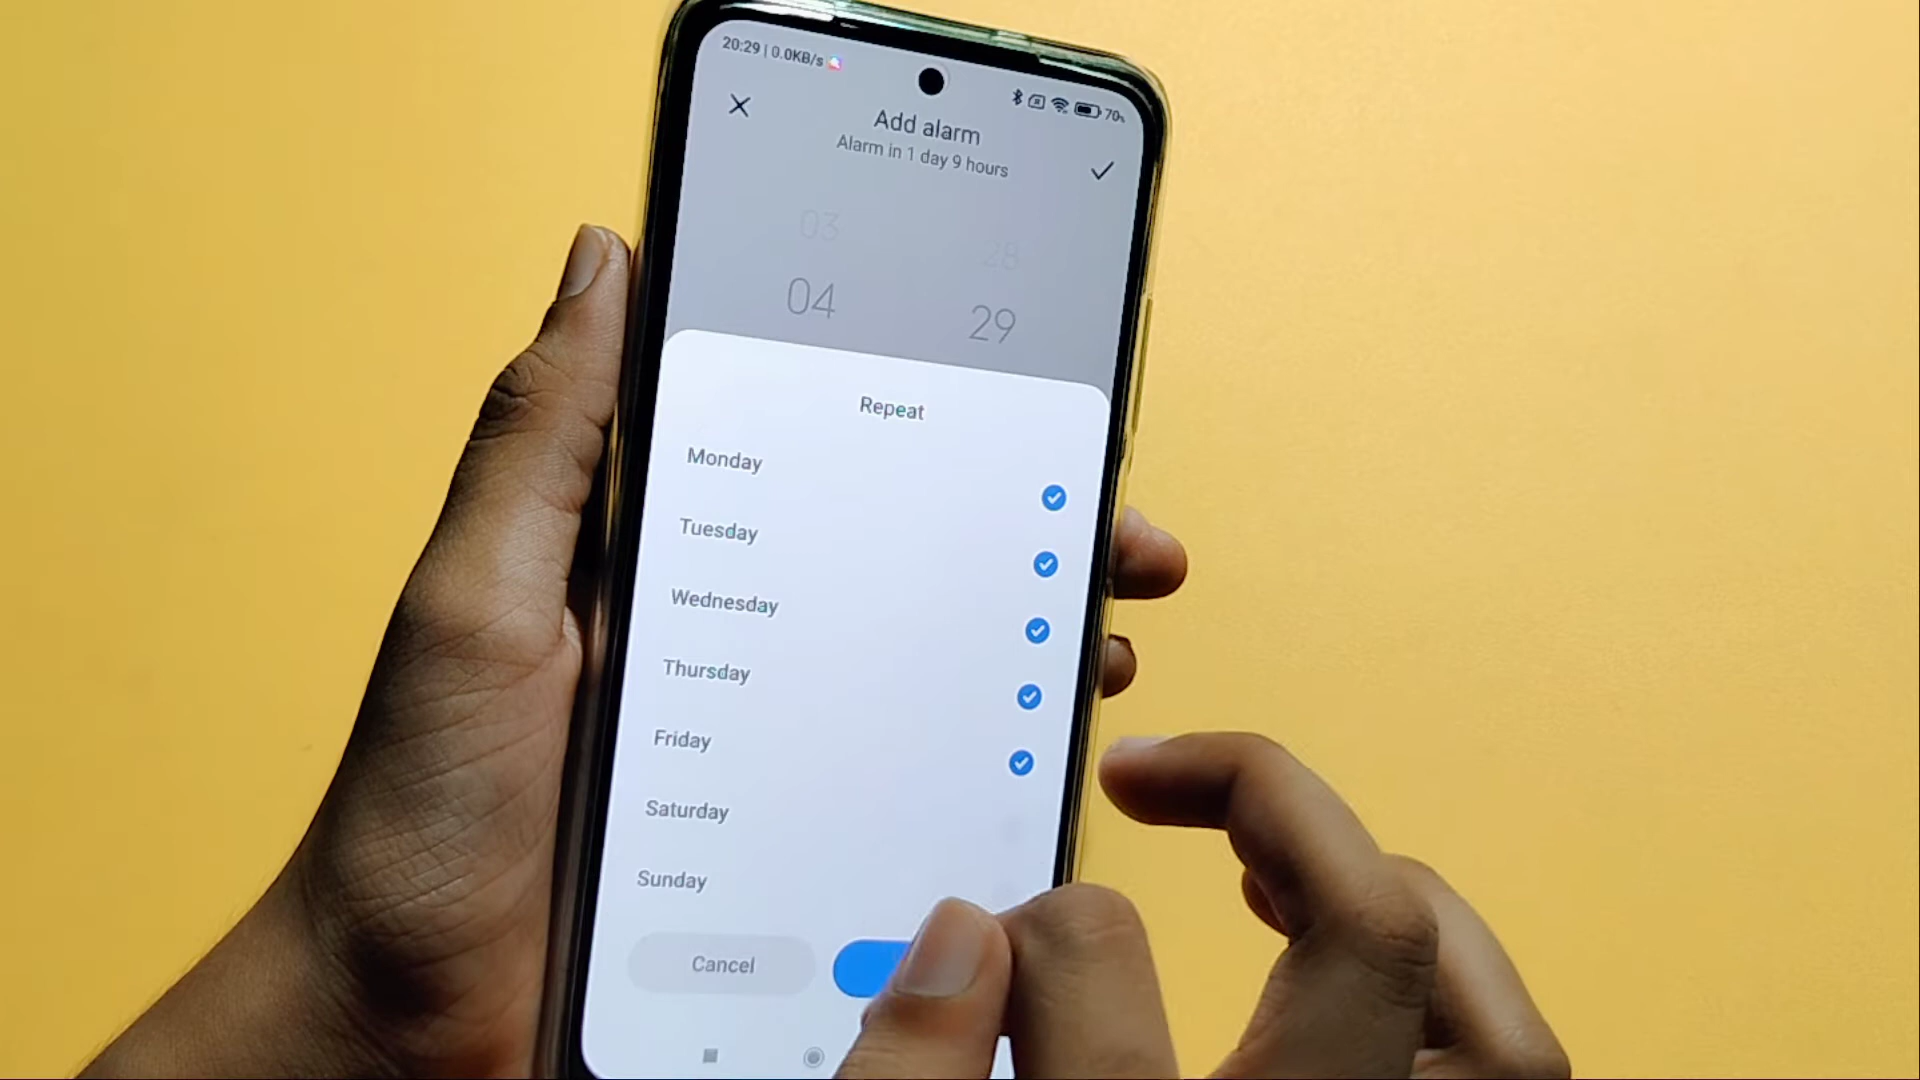 20:29 | 0.0KB/s
70%
Add alarm
Alarm in 1 day 9 hours
03 28
04 29
Repeat
Monday
Tuesday
Wednesday
Thursday
Friday
Saturday
Sunday
Cancel